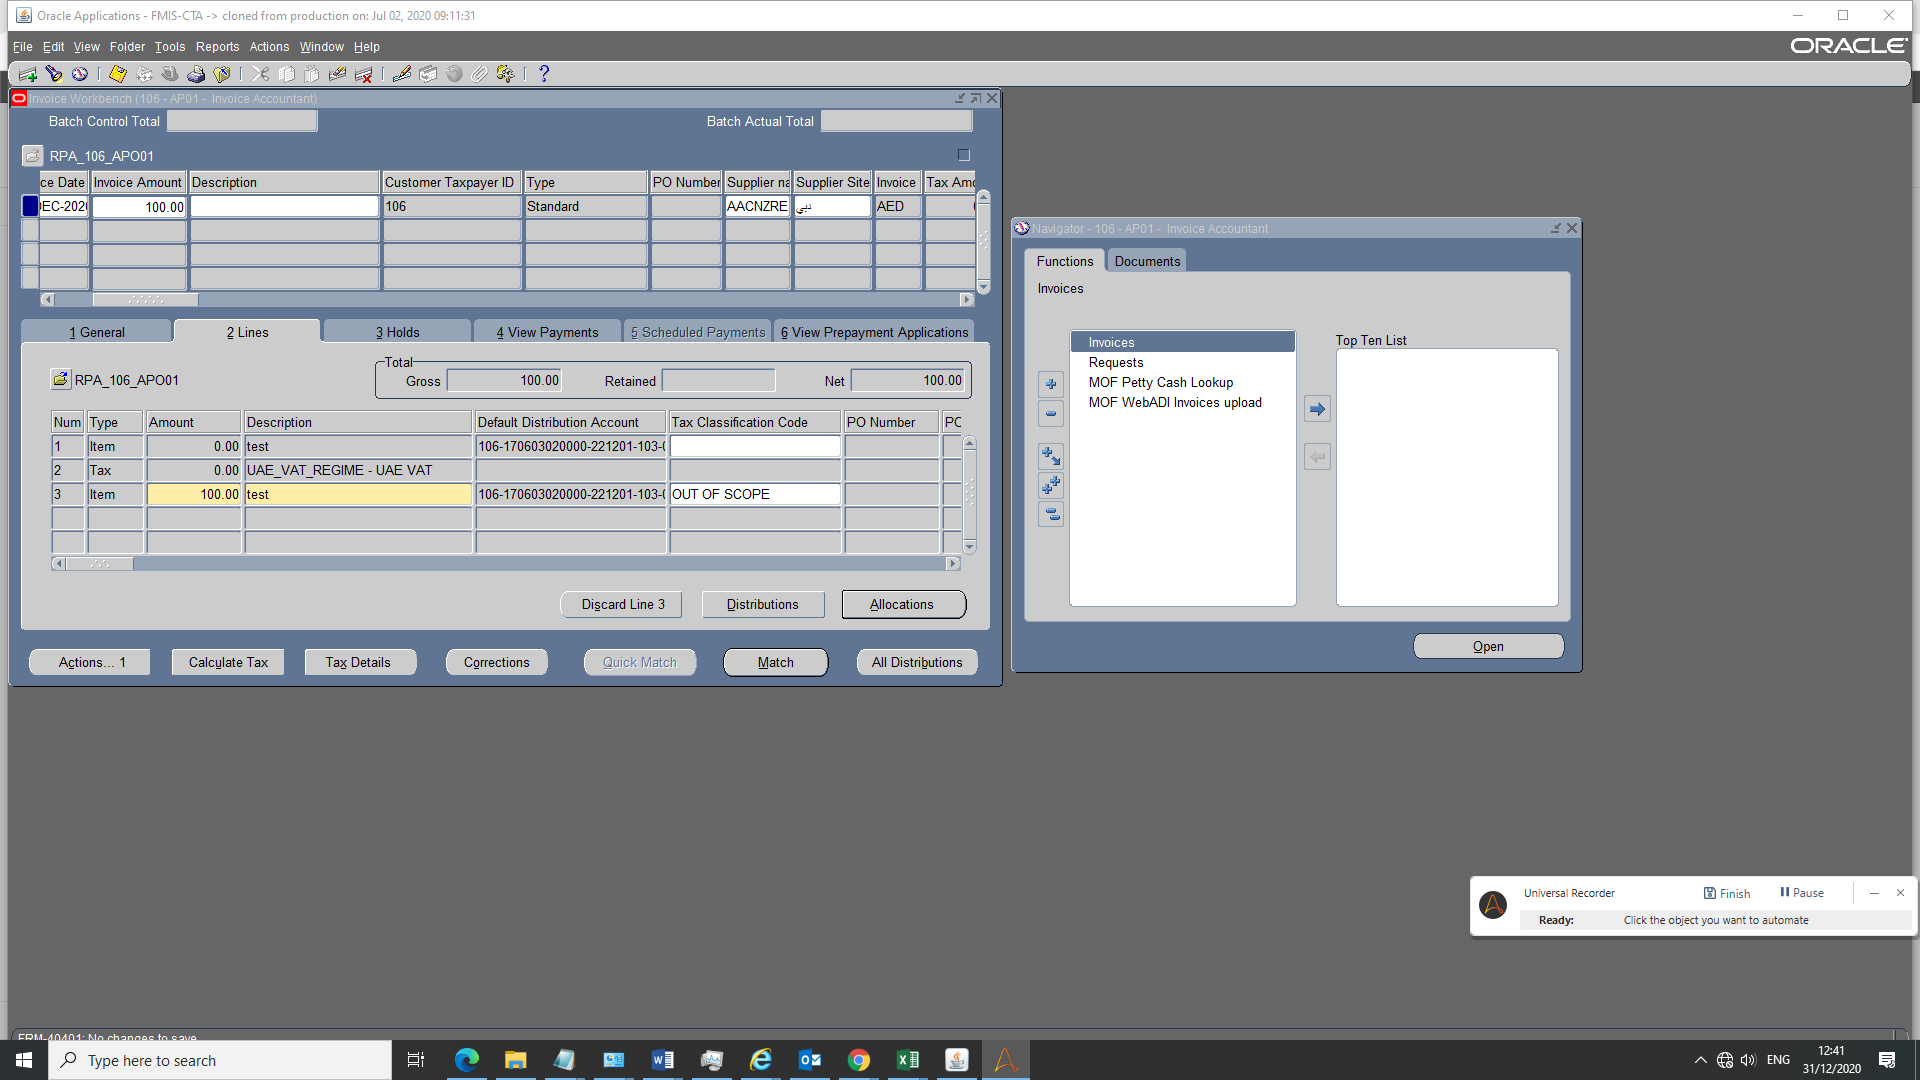 Oracle Applications - FMIS-CTA -> cloned from production on: Jul 02, 2020 09:11:31
File Edit View Folder Tools Reports Actions Window Help
ORACLE
Invoice Workbench (106 - AP01 - Invoice Accountant)
Batch Control Total
Batch Actual Total
RPA_106_APO01
ce Date Invoice Amount Description Customer Taxpayer ID Type PO Number Supplier na Supplier Site Invoice Tax Amo
DEC-202 100.00 106 Standard AACNZRE دبي AED
1 General 2 Lines 3 Holds 4 View Payments 5 Scheduled Payments 6 View Prepayment Applications
Total
RPA_106_APO01 Gross 100.00 Retained Net 100.00
Num Type Amount Description Default Distribution Account Tax Classification Code PO Number PO
1 Item 0.00 test 106-170603020000-221201-103-0
2 Tax 0.00 UAE_VAT_REGIME - UAE VAT
3 Item 100.00 test 106-170603020000-221201-103-0 OUT OF SCOPE
Discard Line 3 Distributions Allocations
Actions... 1 Calculate Tax Tax Details Corrections Quick Match Match All Distributions
Navigator - 106 - AP01 - Invoice Accountant
Functions Documents
Invoices
Top Ten List
Invoices
Requests
MOF Petty Cash Lookup
MOF WebADI Invoices upload
Open
Universal Recorder Finish Pause
Ready: Click the object you want to automate
FRM-40401: No changes to save.
Type here to search
ENG
12:41
31/12/2020